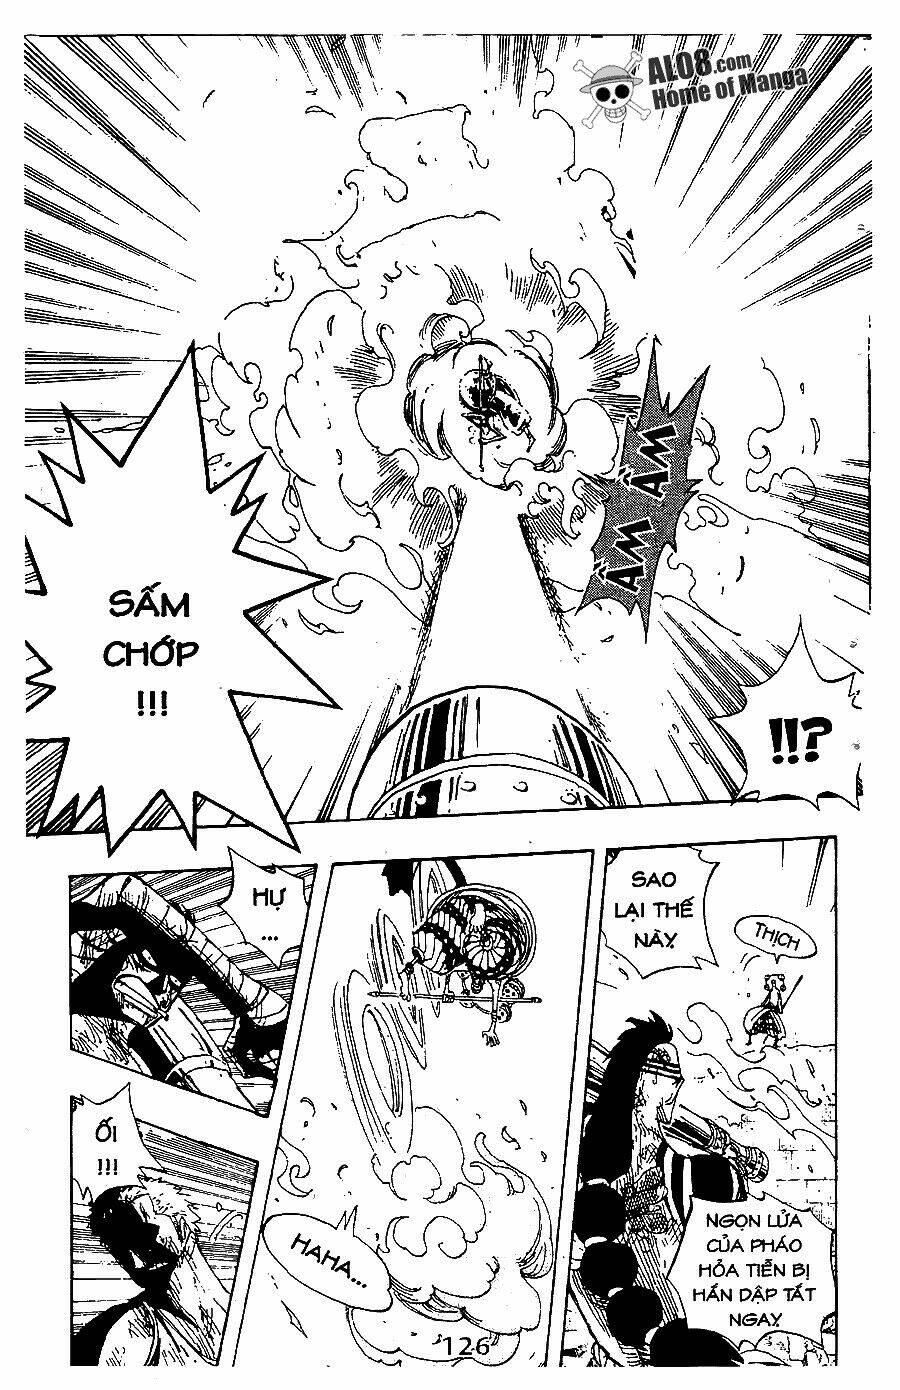 AL08.com
Home of Manga
ẦM ẦM
SẤM
CHỚP
!!!
!!?
HỰ
...
ỐI
!!!
HAHA...
SAO
LẠI THẾ
NÀY
THỊCH
NGỌN LỬA
CỦA PHÁO
HỎA TIỄN BỊ
HẮN DẬP TẮT
NGAY
126